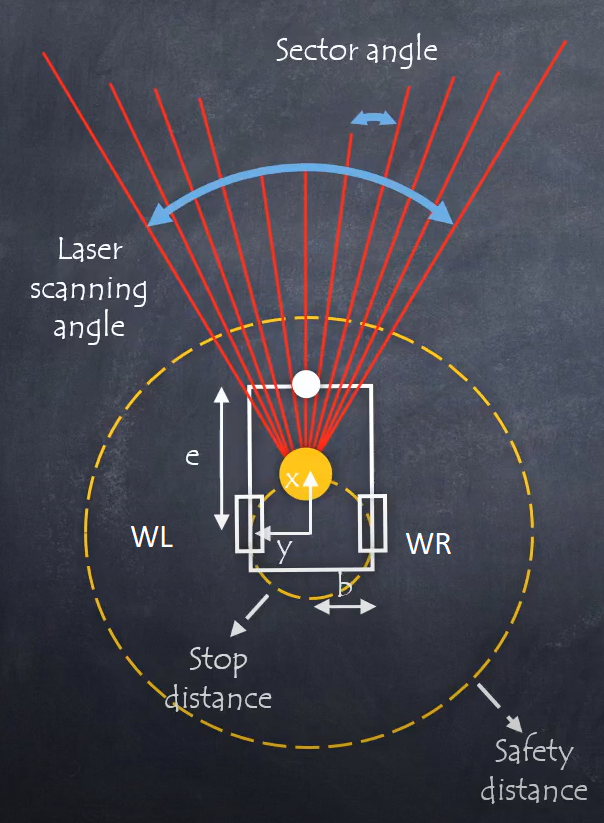 Sector angle
Laser
scanning
angle
e
x
WL
y
WR
b
Stop
distance
Safety
distance